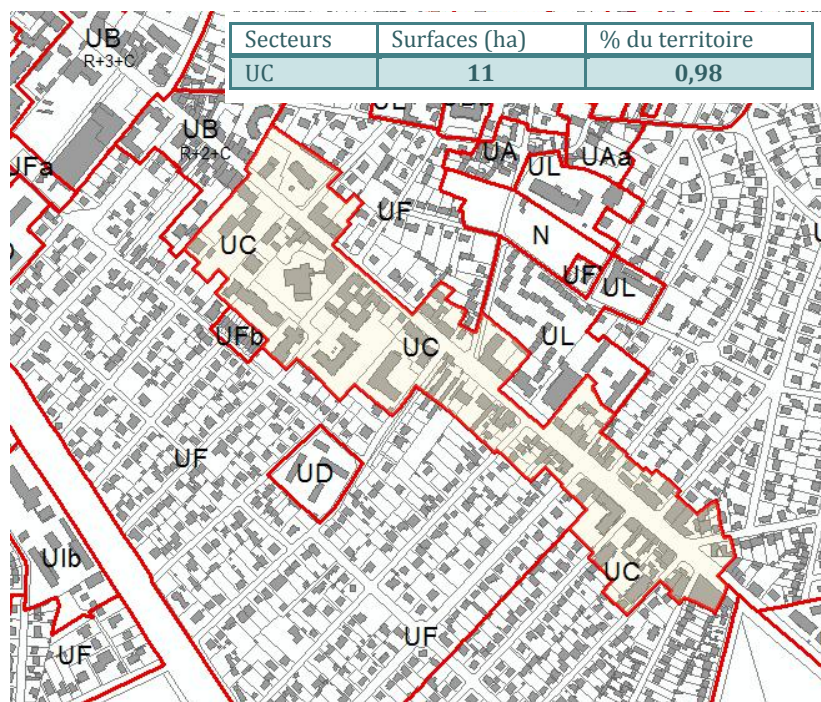 UB
R+3+C
Secteurs Surfaces (ha) % du territoire
UC 11 0,98
UB
R+2+C
UFa
UA
UL
UAa
UF
UC
N
UF
UL
UFb
UC
UL
UF
UD
UIb
UC
UF
UF